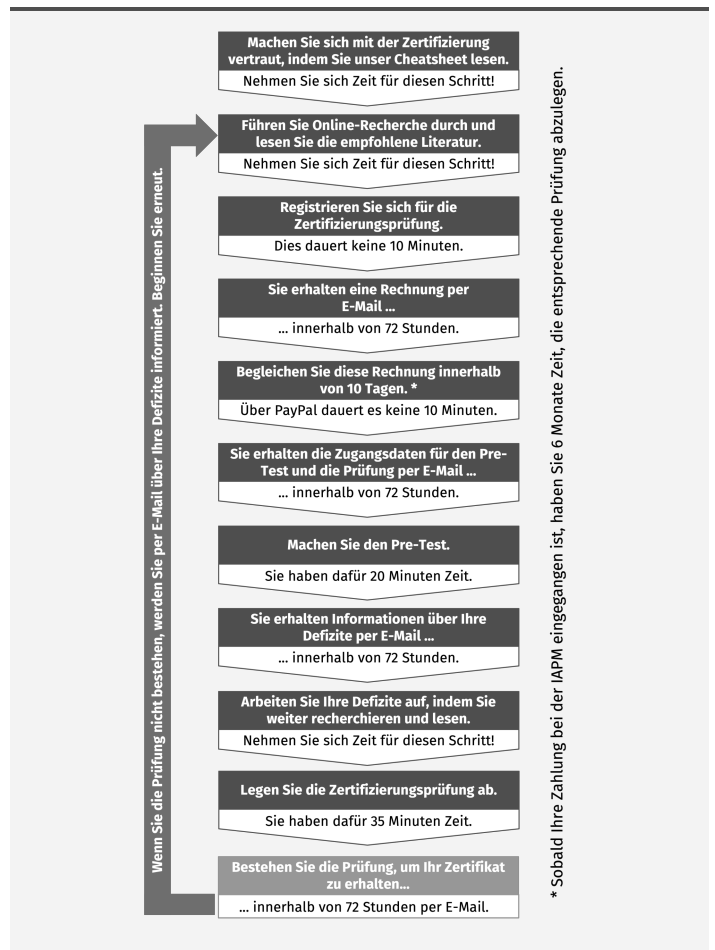 Machen Sie sich mit der Zertifizierung
vertraut, indem Sie unser Cheatsheet lesen.
Nehmen Sie sich Zeit für diesen Schritt!
Führen Sie Online-Recherche durch und
lesen Sie die empfohlene Literatur.
Nehmen Sie sich Zeit für diesen Schritt!
Registrieren Sie sich für die
Zertifizierungsprüfung.
Dies dauert keine 10 Minuten.
Sie erhalten eine Rechnung per
E-Mail ...
... innerhalb von 72 Stunden.
Begleichen Sie diese Rechnung innerhalb
von 10 Tagen. *
Über PayPal dauert es keine 10 Minuten.
Sie erhalten die Zugangsdaten für den Pre-
Test und die Prüfung per E-Mail ...
... innerhalb von 72 Stunden.
Machen Sie den Pre-Test.
Sie haben dafür 20 Minuten Zeit.
Sie erhalten Informationen über Ihre
Defizite per E-Mail ...
... innerhalb von 72 Stunden.
Arbeiten Sie Ihre Defizite auf, indem Sie
weiter recherchieren und lesen.
Nehmen Sie sich Zeit für diesen Schritt!
Legen Sie die Zertifizierungsprüfung ab.
Sie haben dafür 35 Minuten Zeit.
Bestehen Sie die Prüfung, um Ihr Zertifikat
zu erhalten...
... innerhalb von 72 Stunden per E-Mail.
Wenn Sie die Prüfung nicht bestehen, werden Sie per E-Mail über Ihre Defizite informiert. Beginnen Sie erneut.
* Sobald Ihre Zahlung bei der IAPM eingegangen ist, haben Sie 6 Monate Zeit, die entsprechende Prüfung abzulegen.